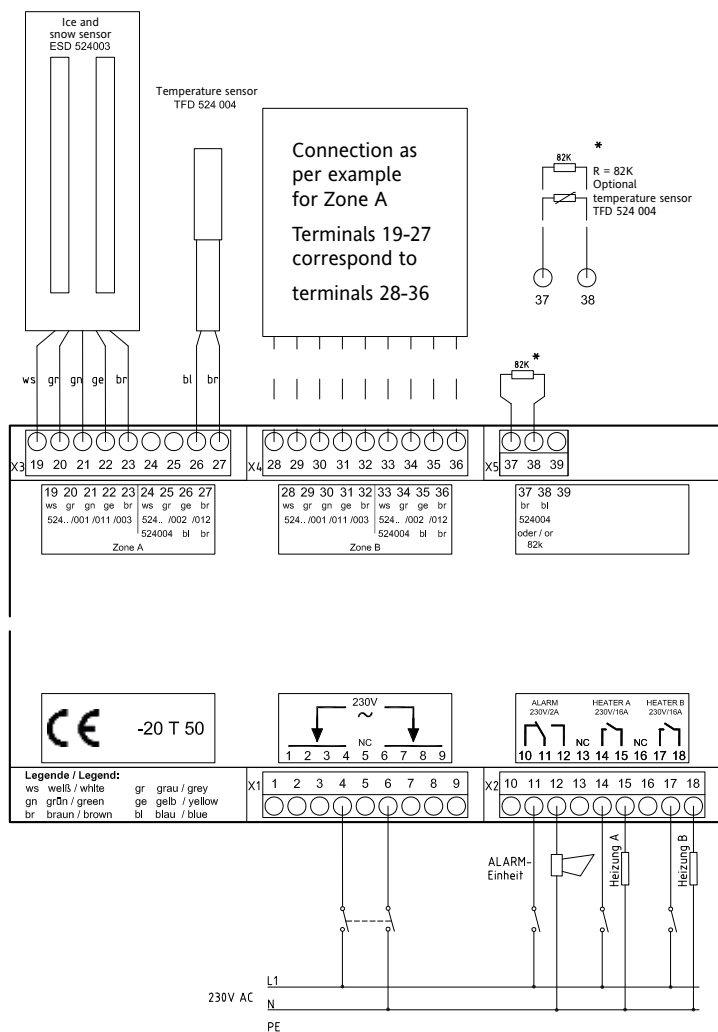 Ice and
snow sensor
ESD 524003
Temperature sensor
TFD 524 004
Connection as
per example
for Zone A
Terminals 19-27
correspond to
terminals 28-36
*
82K
R = 82K
Optional
temperature sensor
TFD 524 004
37 38
ws gr gn ge br
bl br
82K *
X3 19 20 21 22 23 24 25 26 27
X4 28 29 30 31 32 33 34 35 36
X5 37 38 39
19 20 21 22 23 24 25 26 27
ws gr gn ge br ws gr ge br
524.. /001 /011 /003 524.. /002 /012
524004 bl br
Zone A
28 29 30 31 32 33 34 35 36
ws gr gn ge br ws gr ge br
524.. /001 /011 /003 524.. /002 /012
524004 bl br
Zone B
37 38 39
br bl
524004
oder / or
82k
CE -20 T 50
230V
~
NC
1 2 3 4 5 6 7 8 9
ALARM
230V/2A
HEATER A
230V/16A
HEATER B
230V/16A
10 11 12 NC 13 14 15 NC 16 17 18
Legende / Legend:
ws weiß / white gr grau / grey
gn grün / green ge gelb / yellow
br braun / brown bl blau / blue
X1 1 2 3 4 5 6 7 8 9
X2 10 11 12 13 14 15 16 17 18
ALARM-
Einheit
Heizung A
Heizung B
230V AC
L1
N
PE